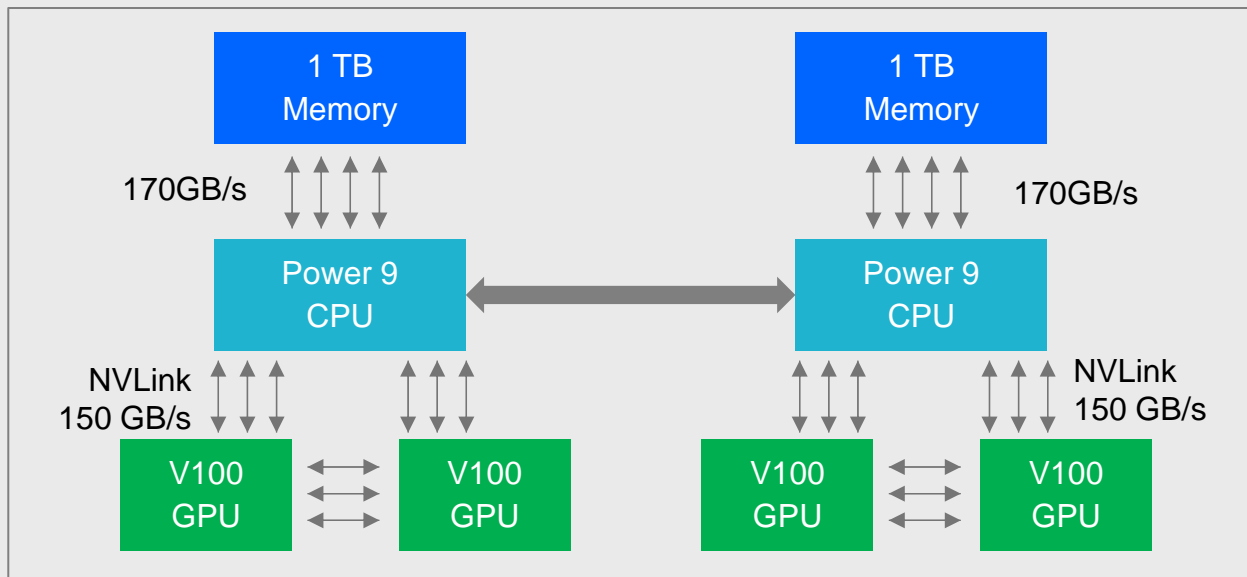 1 TB
Memory
1 TB
Memory
170GB/s
170GB/s
Power 9
CPU
Power 9
CPU
NVLink
150 GB/s
NVLink
150 GB/s
V100
GPU
V100
GPU
V100
GPU
V100
GPU